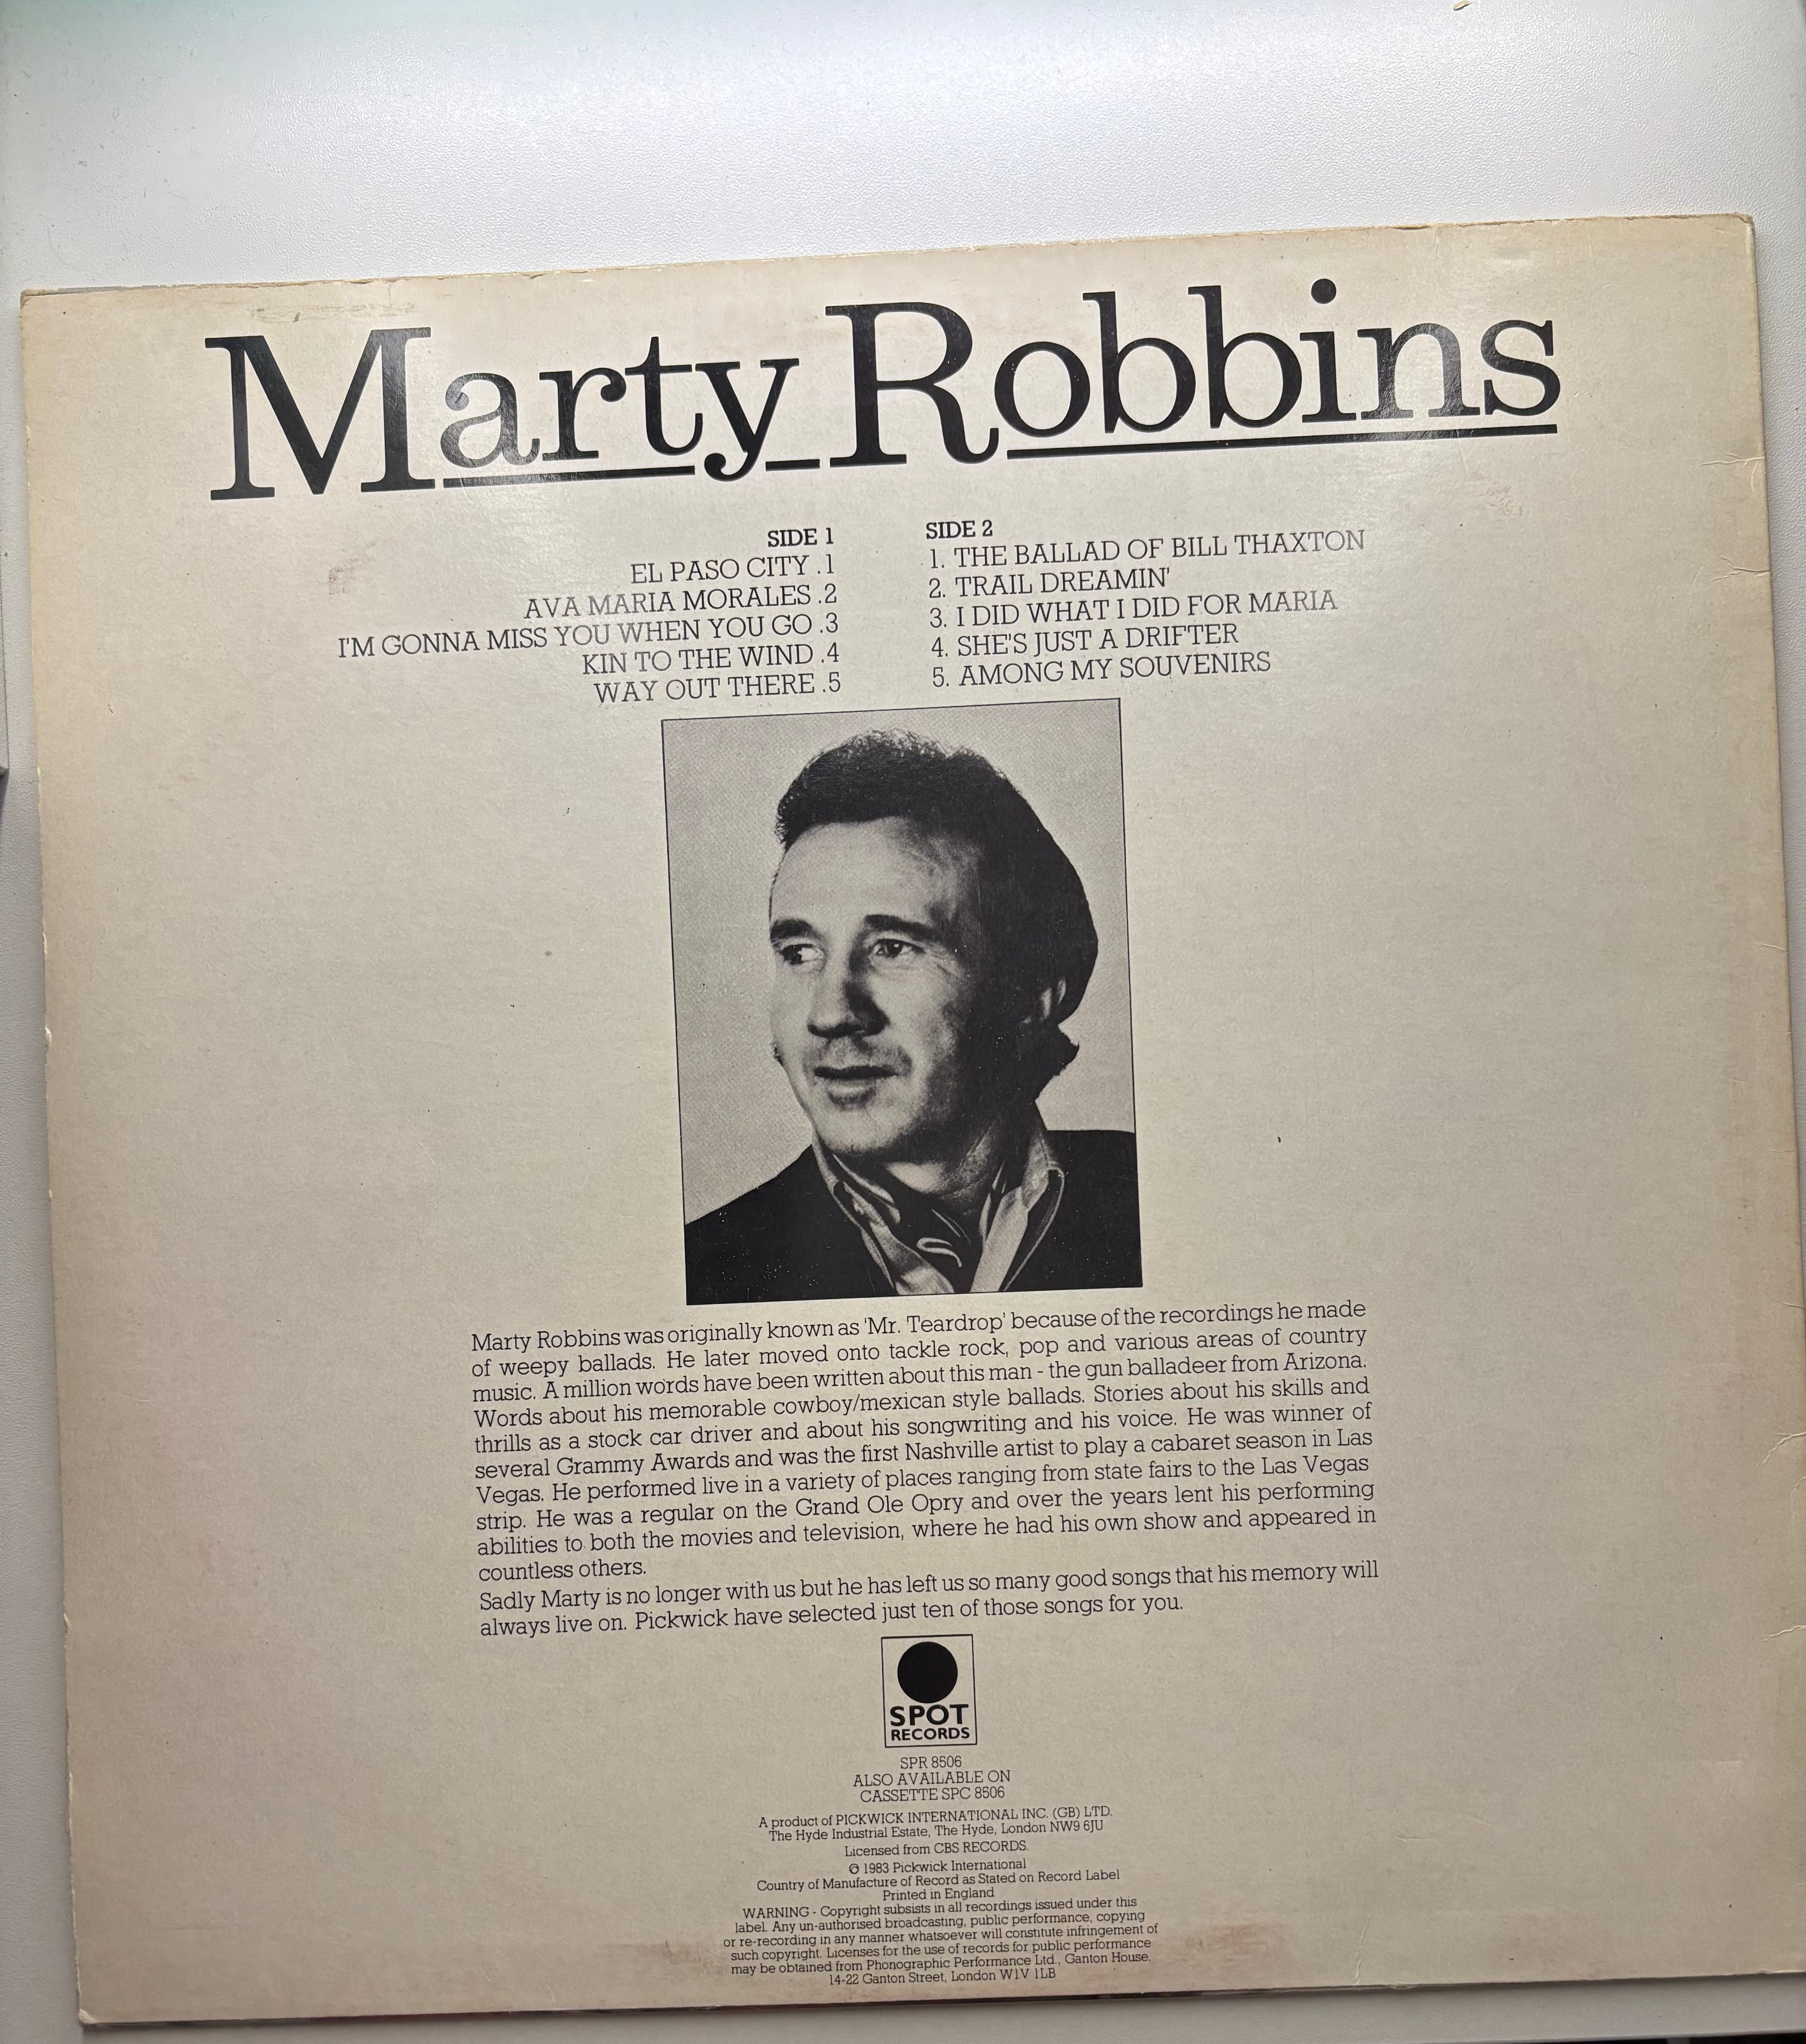 Marty Robbins
SIDE 1
EL PASO CITY .1
AVA MARIA MORALES .2
I'M GONNA MISS YOU WHEN YOU GO .3
KIN TO THE WIND .4
WAY OUT THERE .5
SIDE 2
1. THE BALLAD OF BILL THAXTON
2. TRAIL DREAMIN'
3. I DID WHAT I DID FOR MARIA
4. SHE'S JUST A DRIFTER
5. AMONG MY SOUVENIRS
Marty Robbins was originally known as 'Mr. Teardrop' because of the recordings he made
of weepy ballads. He later moved onto tackle rock, pop and various areas of country
music. A million words have been written about this man - the gun balladeer from Arizona.
Words about his memorable cowboy/mexican style ballads. Stories about his skills and
thrills as a stock car driver and about his songwriting and his voice. He was winner of
several Grammy Awards and was the first Nashville artist to play a cabaret season in Las
Vegas. He performed live in a variety of places ranging from state fairs to the Las Vegas
strip. He was a regular on the Grand Ole Opry and over the years lent his performing
abilities to both the movies and television, where he had his own show and appeared in
countless others.
Sadly Marty is no longer with us but he has left us so many good songs that his memory will
always live on. Pickwick have selected just ten of those songs for you.
SPOT
RECORDS
SPR 8506
ALSO AVAILABLE ON
CASSETTE SPC 8506
A product of PICKWICK INTERNATIONAL INC. (GB) LTD.
The Hyde Industrial Estate, The Hyde, London NW9 6JU
Licensed from CBS RECORDS.
℗ 1983 Pickwick International
Country of Manufacture of Record as Stated on Record Label
Printed in England
WARNING - Copyright subsists in all recordings issued under this
label. Any un-authorised broadcasting, public performance, copying
or re-recording in any manner whatsoever will constitute infringement of
such copyright. Licenses for the use of records for public performance
may be obtained from Phonographic Performance Ltd., Ganton House,
14-22 Ganton Street, London W1V 1LB